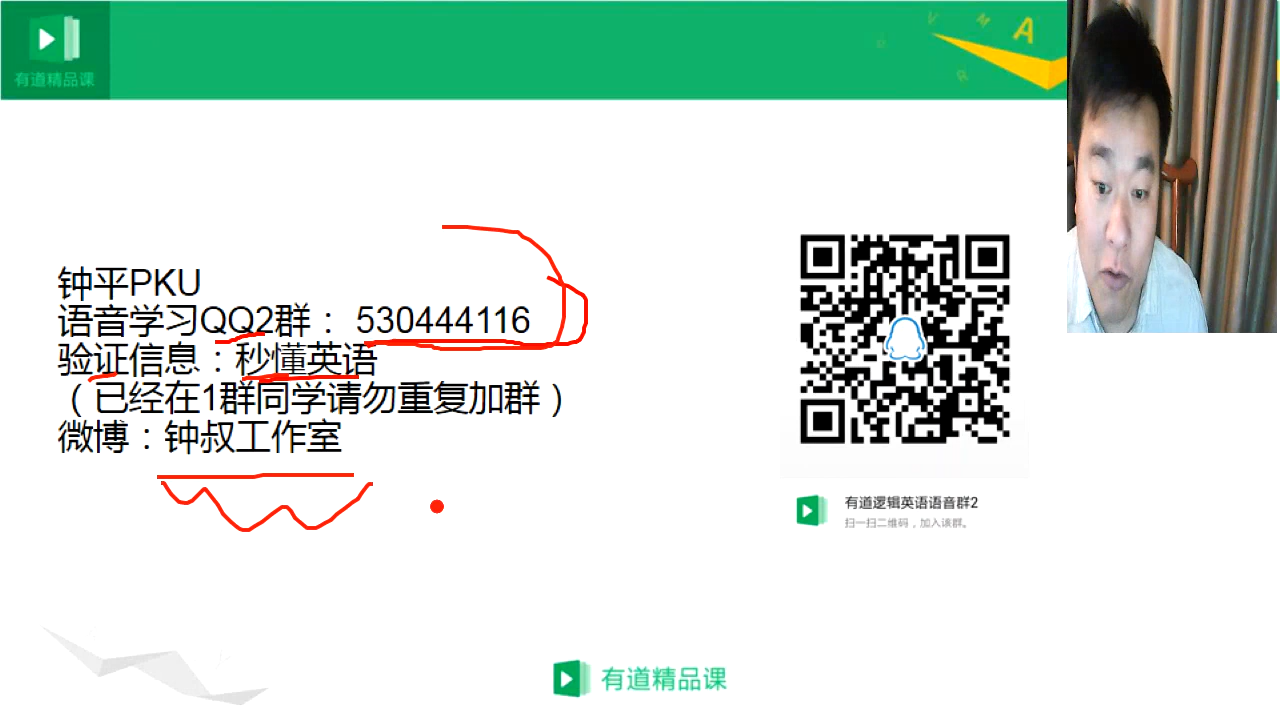 有道精品课
钟平PKU
语音学习QQ2群： 530444116
验证信息：秒懂英语
（已经在1群同学请勿重复加群）
微博：钟叔工作室
有道逻辑英语语音群2
扫一扫二维码，加入该群。
有道精品课